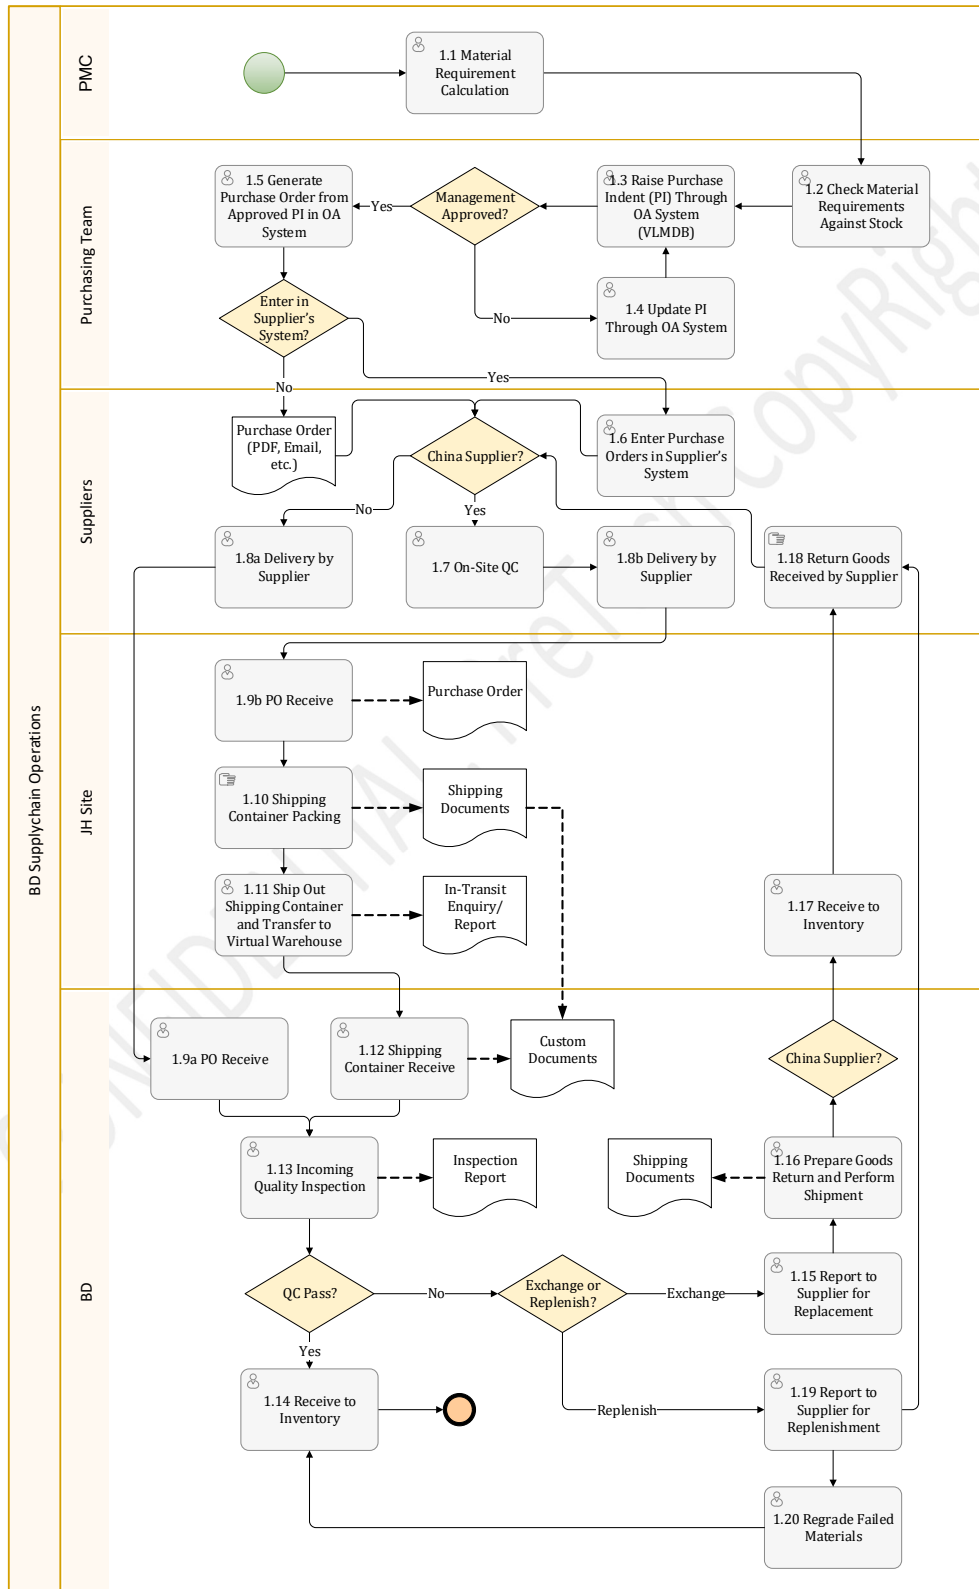 BD Supplychain Operations
PMC
1.1 Material
Requirement
Calculation
Purchasing Team
1.5 Generate
Purchase Order from
Approved PI in OA
System
Yes
Management
Approved?
1.3 Raise Purchase
Indent (PI) Through
OA System
(VLMDB)
1.2 Check Material
Requirements
Against Stock
Enter in
Supplier's
System?
No
1.4 Update PI
Through OA System
Yes
No
Suppliers
Purchase Order
(PDF, Email,
etc.)
China Supplier?
1.6 Enter Purchase
Orders in Supplier's
System
No
Yes
1.8a Delivery by
Supplier
1.7 On-Site QC
1.8b Delivery by
Supplier
1.18 Return Goods
Received by Supplier
JH Site
1.9b PO Receive
Purchase Order
1.10 Shipping
Container Packing
Shipping
Documents
1.11 Ship Out
Shipping Container
and Transfer to
Virtual Warehouse
In-Transit
Enquiry/
Report
1.17 Receive to
Inventory
BD
1.9a PO Receive
1.12 Shipping
Container Receive
Custom
Documents
China Supplier?
1.13 Incoming
Quality Inspection
Inspection
Report
Shipping
Documents
1.16 Prepare Goods
Return and Perform
Shipment
QC Pass?
No
Exchange or
Replenish?
Exchange
1.15 Report to
Supplier for
Replacement
Yes
1.14 Receive to
Inventory
Replenish
1.19 Report to
Supplier for
Replenishment
1.20 Regrade Failed
Materials